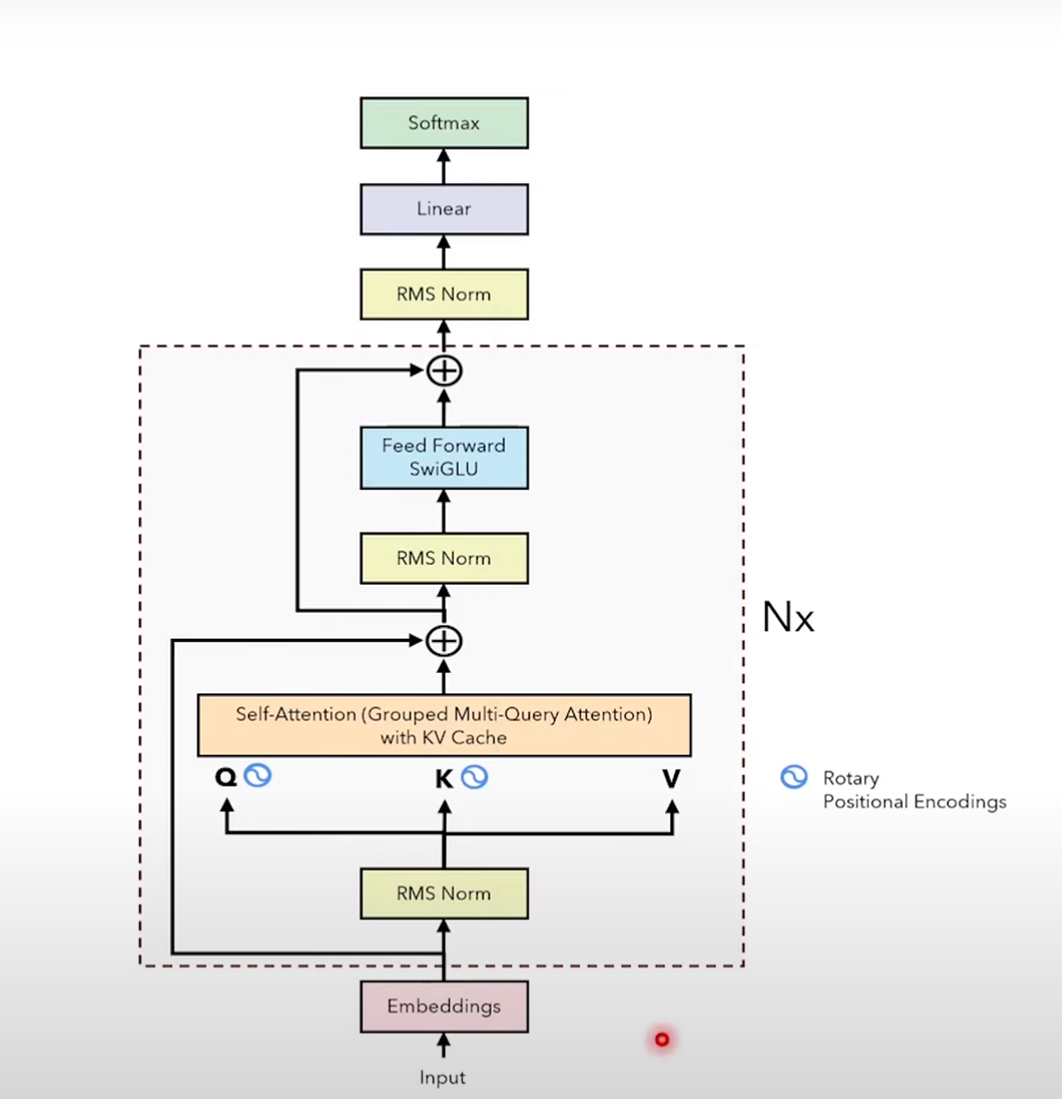 Softmax
Linear
RMS Norm
Feed Forward
SwiGLU
RMS Norm
Nx
Self-Attention (Grouped Multi-Query Attention)
with KV Cache
Q K V
Rotary
Positional Encodings
RMS Norm
Embeddings
Input